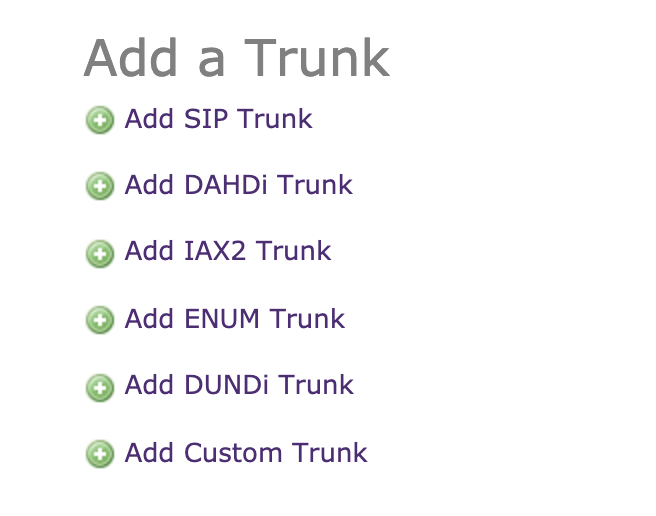 Add a Trunk
Add SIP Trunk
Add DAHDi Trunk
Add IAX2 Trunk
Add ENUM Trunk
Add DUNDi Trunk
Add Custom Trunk